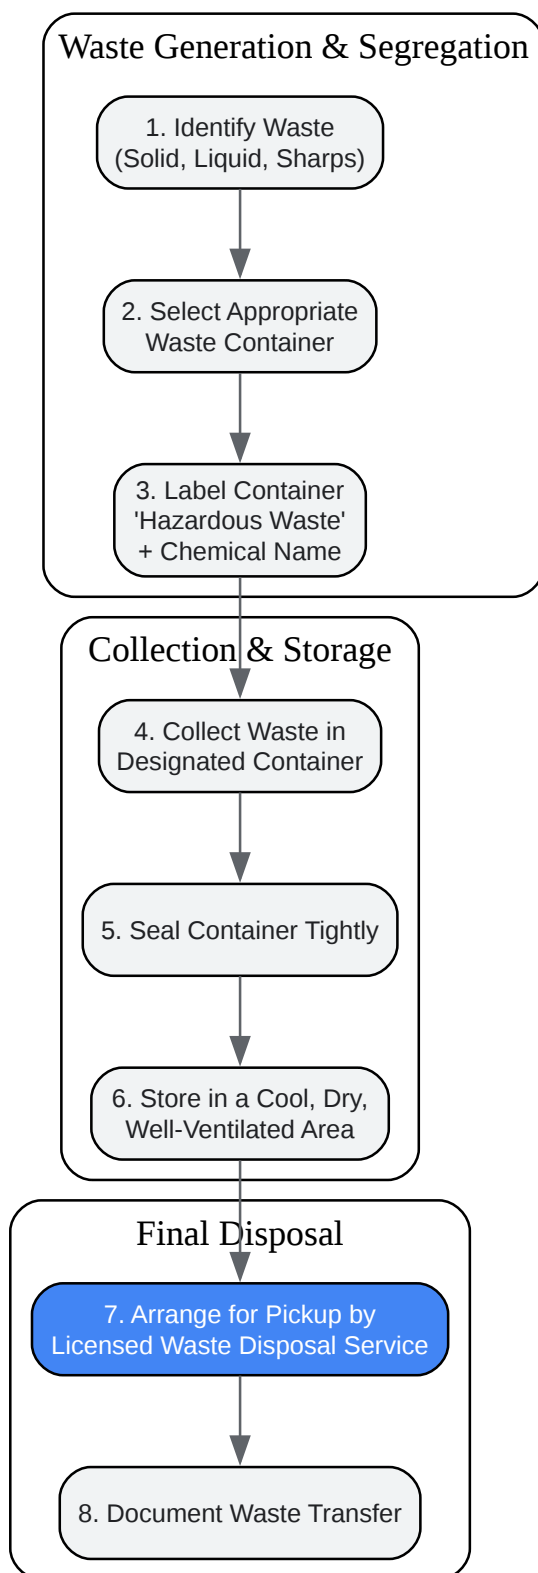 Waste Generation & Segregation
1. Identify Waste
(Solid, Liquid, Sharps)
2. Select Appropriate
Waste Container
3. Label Container
'Hazardous Waste'
+ Chemical Name
Collection & Storage
4. Collect Waste in
Designated Container
5. Seal Container Tightly
6. Store in a Cool, Dry,
Well-Ventilated Area
Final Disposal
7. Arrange for Pickup by
Licensed Waste Disposal Service
8. Document Waste Transfer